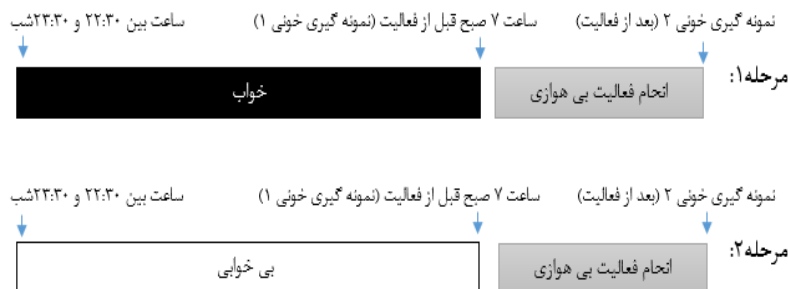 نمونه گیری خونی ۲ (بعد از فعالیت) ساعت ۷ صبح قبل از فعالیت (نمونه گیری خونی ۱) ساعت بین ۲۲:۳۰ و ۲۳:۳۰شب
مرحله۱: انجام فعالیت بی هوازی خواب
نمونه گیری خونی ۲ (بعد از فعالیت) ساعت ۷ صبح قبل از فعالیت (نمونه گیری خونی ۱) ساعت بین ۲۲:۳۰ و ۲۳:۳۰شب
مرحله۲: انجام فعالیت بی هوازی بی خوابی